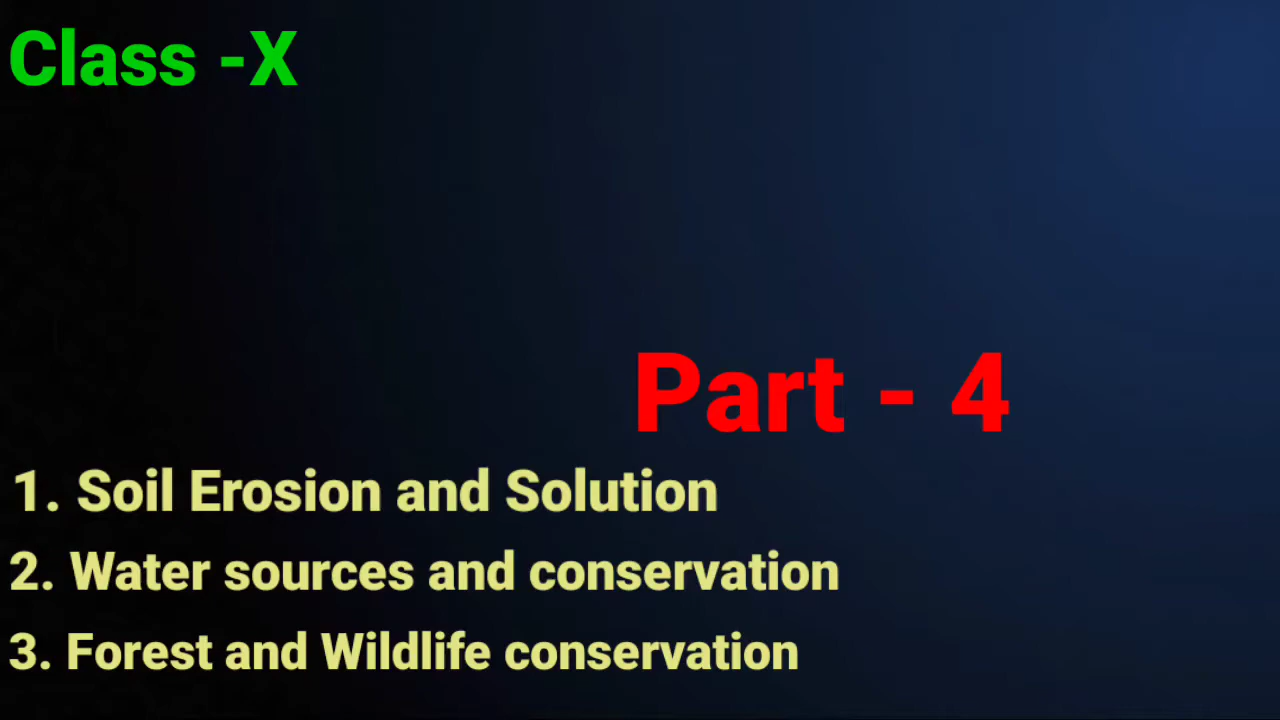 Class -X
Part - 4
1. Soil Erosion and Solution
2. Water sources and conservation
3. Forest and Wildlife conservation